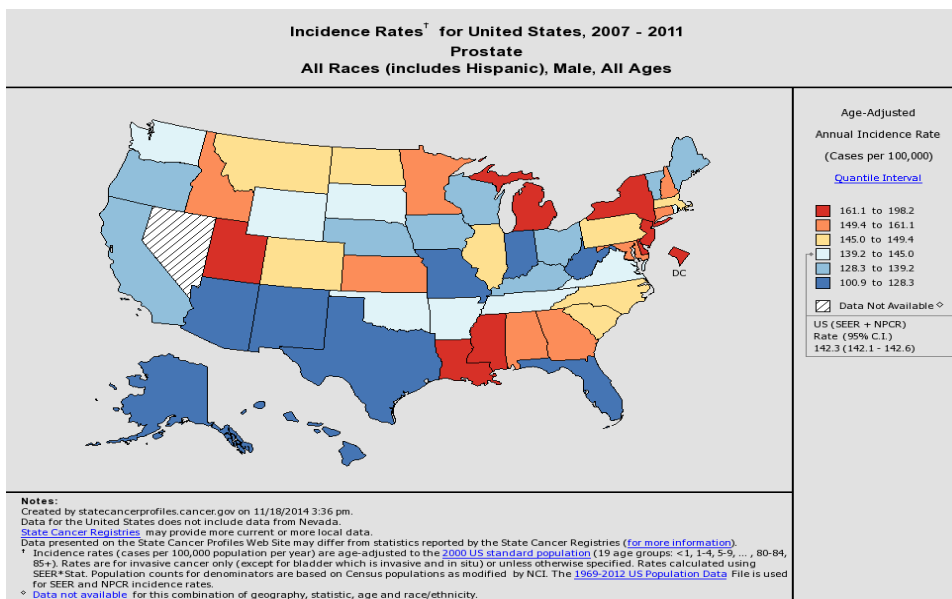 Incidence Rates† for United States, 2007 - 2011
Prostate
All Races (includes Hispanic), Male, All Ages
DC
Age-Adjusted
Annual Incidence Rate
(Cases per 100,000)
Quantile Interval
161.1 to 198.2
149.4 to 161.1
145.0 to 149.4
139.2 to 145.0
128.3 to 139.2
100.9 to 128.3
Data Not Available ◇
US (SEER + NPCR)
Rate (95% C.I.)
142.3 (142.1 - 142.6)
Notes:
Created by statecancerprofiles.cancer.gov on 11/18/2014 3:36 pm.
Data for the United States does not include data from Nevada.
State Cancer Registries may provide more current or more local data.
Data presented on the State Cancer Profiles Web Site may differ from statistics reported by the State Cancer Registries (for more information).
† Incidence rates (cases per 100,000 population per year) are age-adjusted to the 2000 US standard population (19 age groups: <1, 1-4, 5-9, ... , 80-84,
85+). Rates are for invasive cancer only (except for bladder which is invasive and in situ) or unless otherwise specified. Rates calculated using
SEER*Stat. Population counts for denominators are based on Census populations as modified by NCI. The 1969-2012 US Population Data File is used
for SEER and NPCR incidence rates.
◇ Data not available for this combination of geography, statistic, age and race/ethnicity.